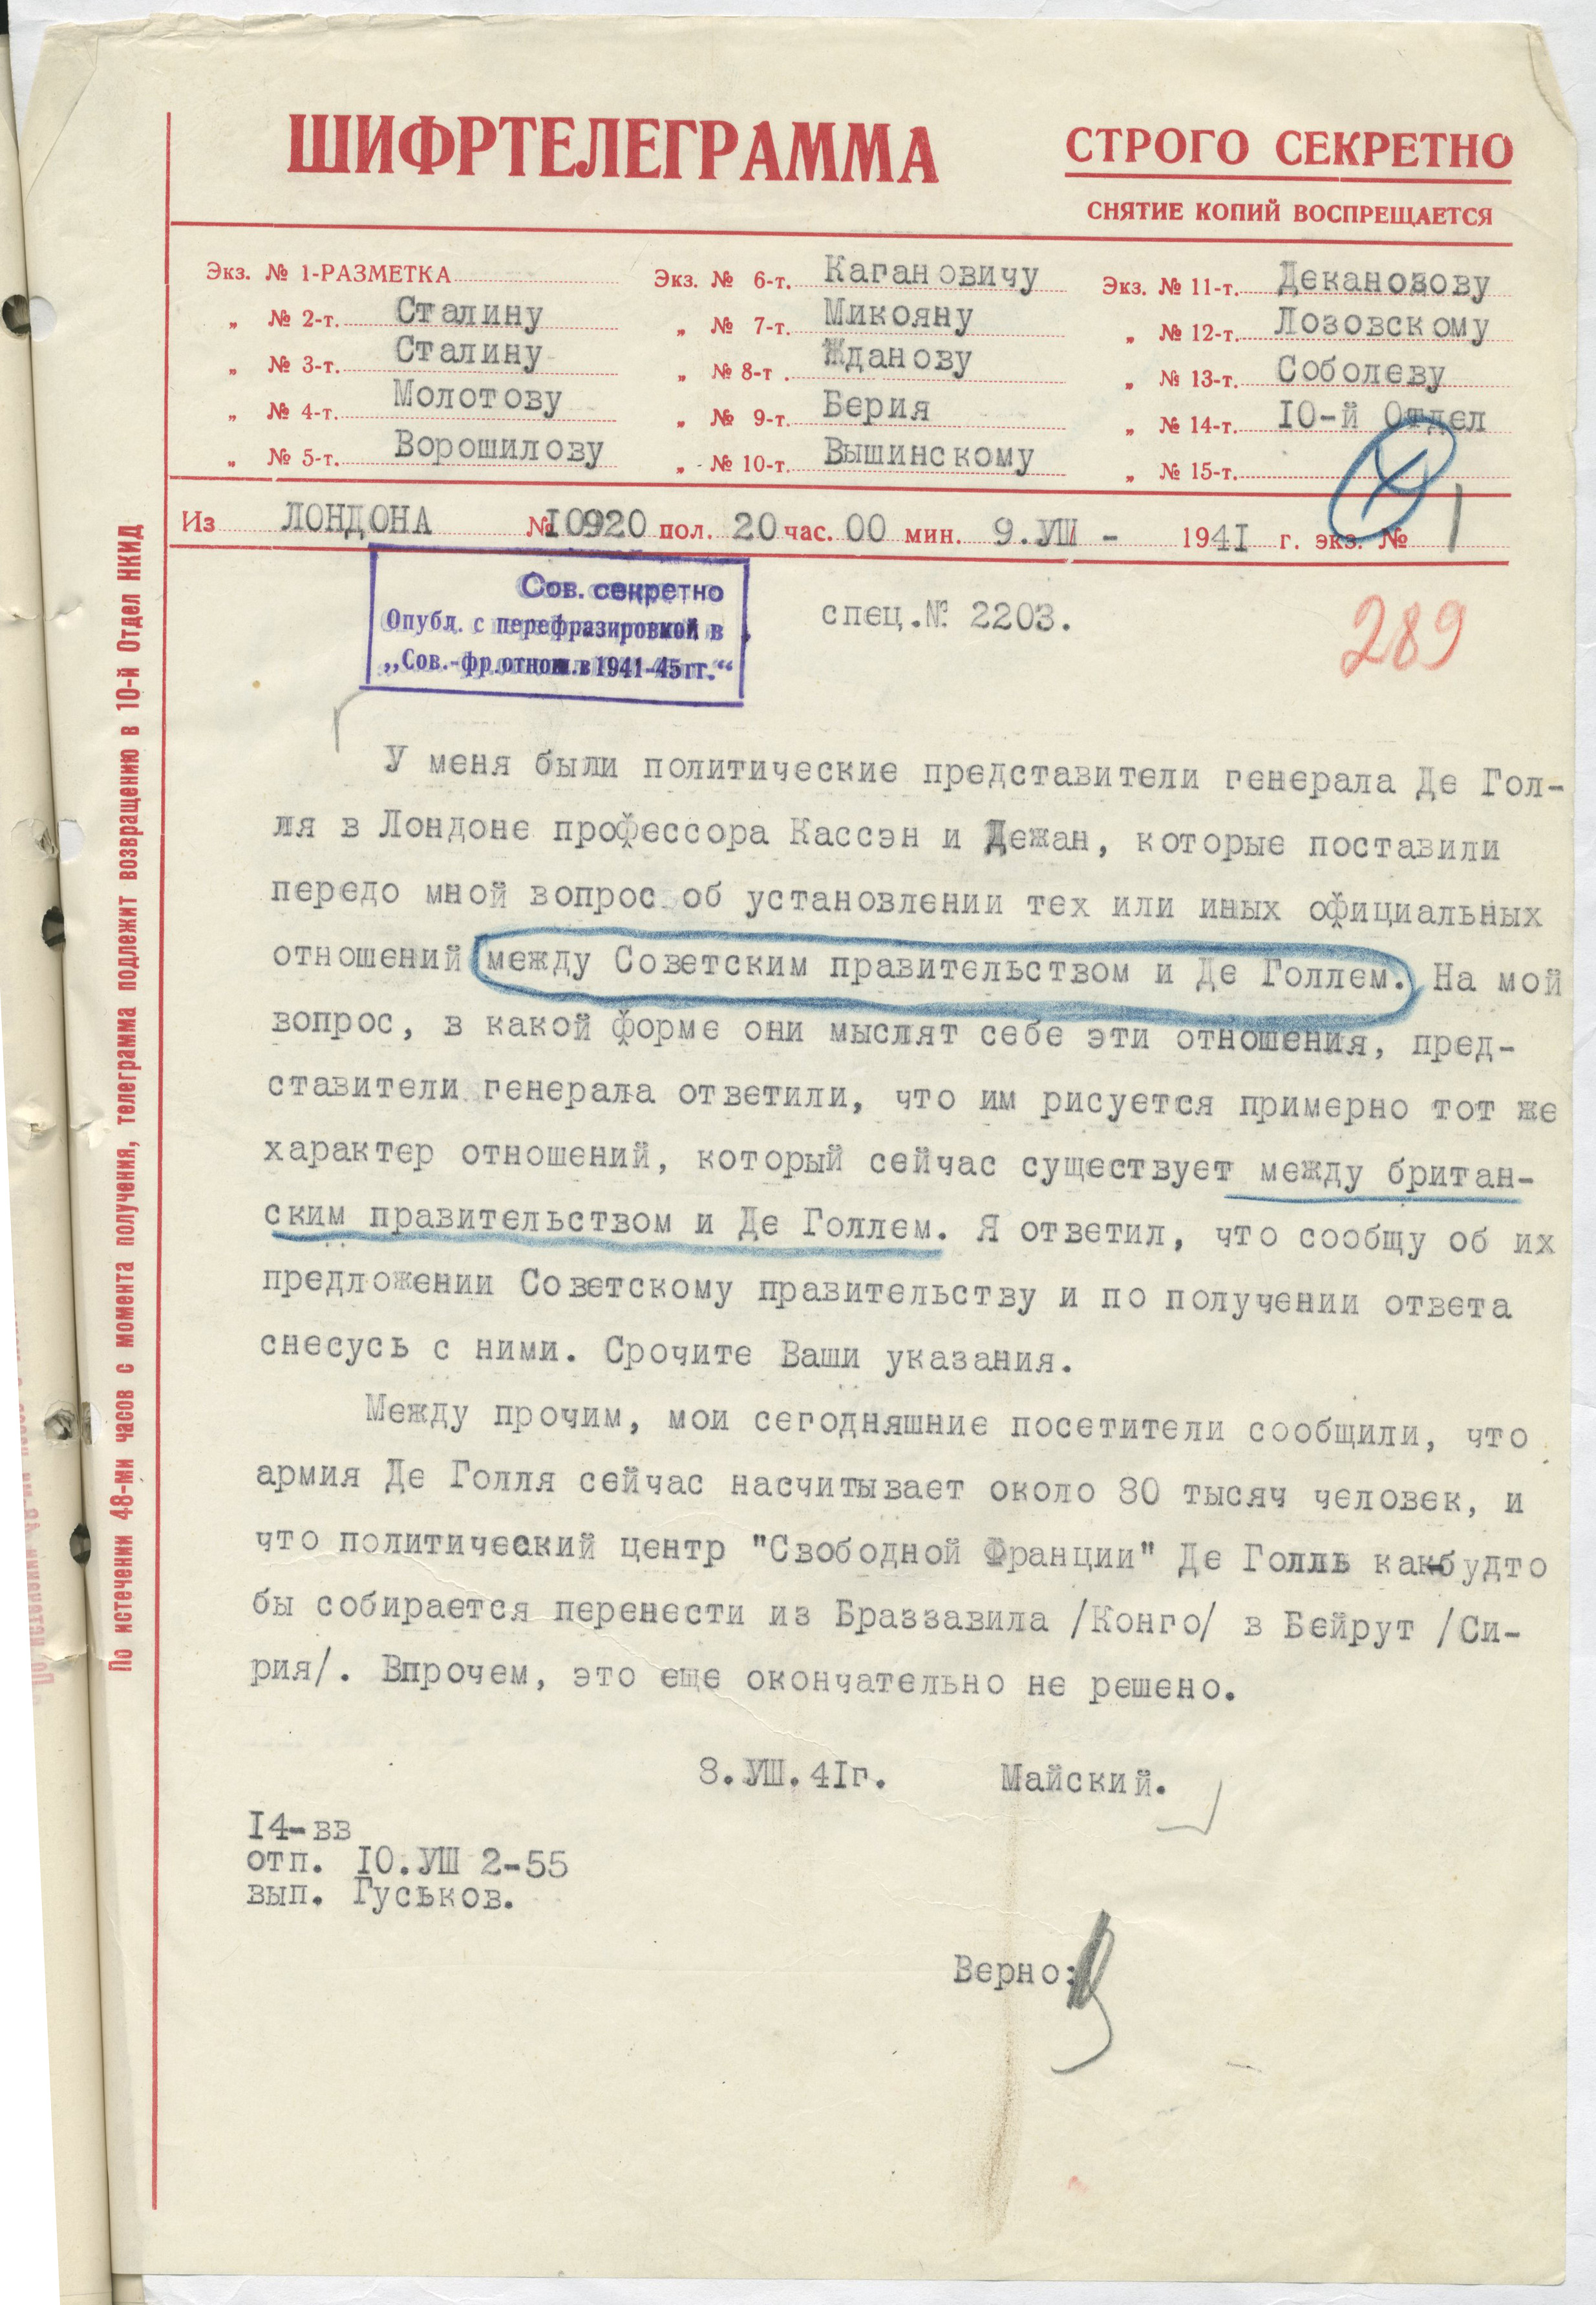 ШИФРТЕЛЕГРАММА
СТРОГО СЕКРЕТНО
СНЯТИЕ КОПИЙ ВОСПРЕЩАЕТСЯ
Экз. № 1-РАЗМЕТКА
„ № 2-т. Сталину
„ № 3-т. Сталину
„ № 4-т. Молотову
„ № 5-т. Ворошилову
Экз. № 6-т. Кагановичу
„ № 7-т. Микояну
„ № 8-т. Жданову
„ № 9-т. Берия
„ № 10-т. Вышинскому
Экз. № 11-т. Деканозову
„ № 12-т. Лозовскому
„ № 13-т. Соболеву
„ № 14-т. 10-й Отдел
„ № 15-т.
Из ЛОНДОНА № 10920 пол. 20 час. 00 мин. 9.УШ - 1941 г. экз. № 1
Сов. секретно
Опубл. с перефразировкой в
„Сов.-фр.отнош.в 1941-45гг.“
спец.№ 2203.
289
У меня были политические представители генерала Де Гол-
ля в Лондоне профессора Кассэн и Дежан, которые поставили
передо мной вопрос об установлении тех или иных официальных
отношений между Советским правительством и Де Голлем. На мой
вопрос, в какой форме они мыслят себе эти отношения, пред-
ставители генерала ответили, что им рисуется примерно тот же
характер отношений, который сейчас существует между британ-
ским правительством и Де Голлем. Я ответил, что сообщу об их
предложении Советскому правительству и по получении ответа
снесусь с ними. Срочите Ваши указания.
Между прочим, мои сегодняшние посетители сообщили, что
армия Де Голля сейчас насчитывает около 80 тысяч человек, и
что политический центр "Свободной Франции" Де Голль какбудто
бы собирается перенести из Браззавила /Конго/ в Бейрут /Си-
рия/. Впрочем, это еще окончательно не решено.
8.УШ.41г. Майский.
14-вв
отп. 10.УШ 2-55
вып. Гуськов.
Верно:
По истечении 48-ми часов с момента получения, телеграмма подлежит возвращению в 10-й Отдел НКИД